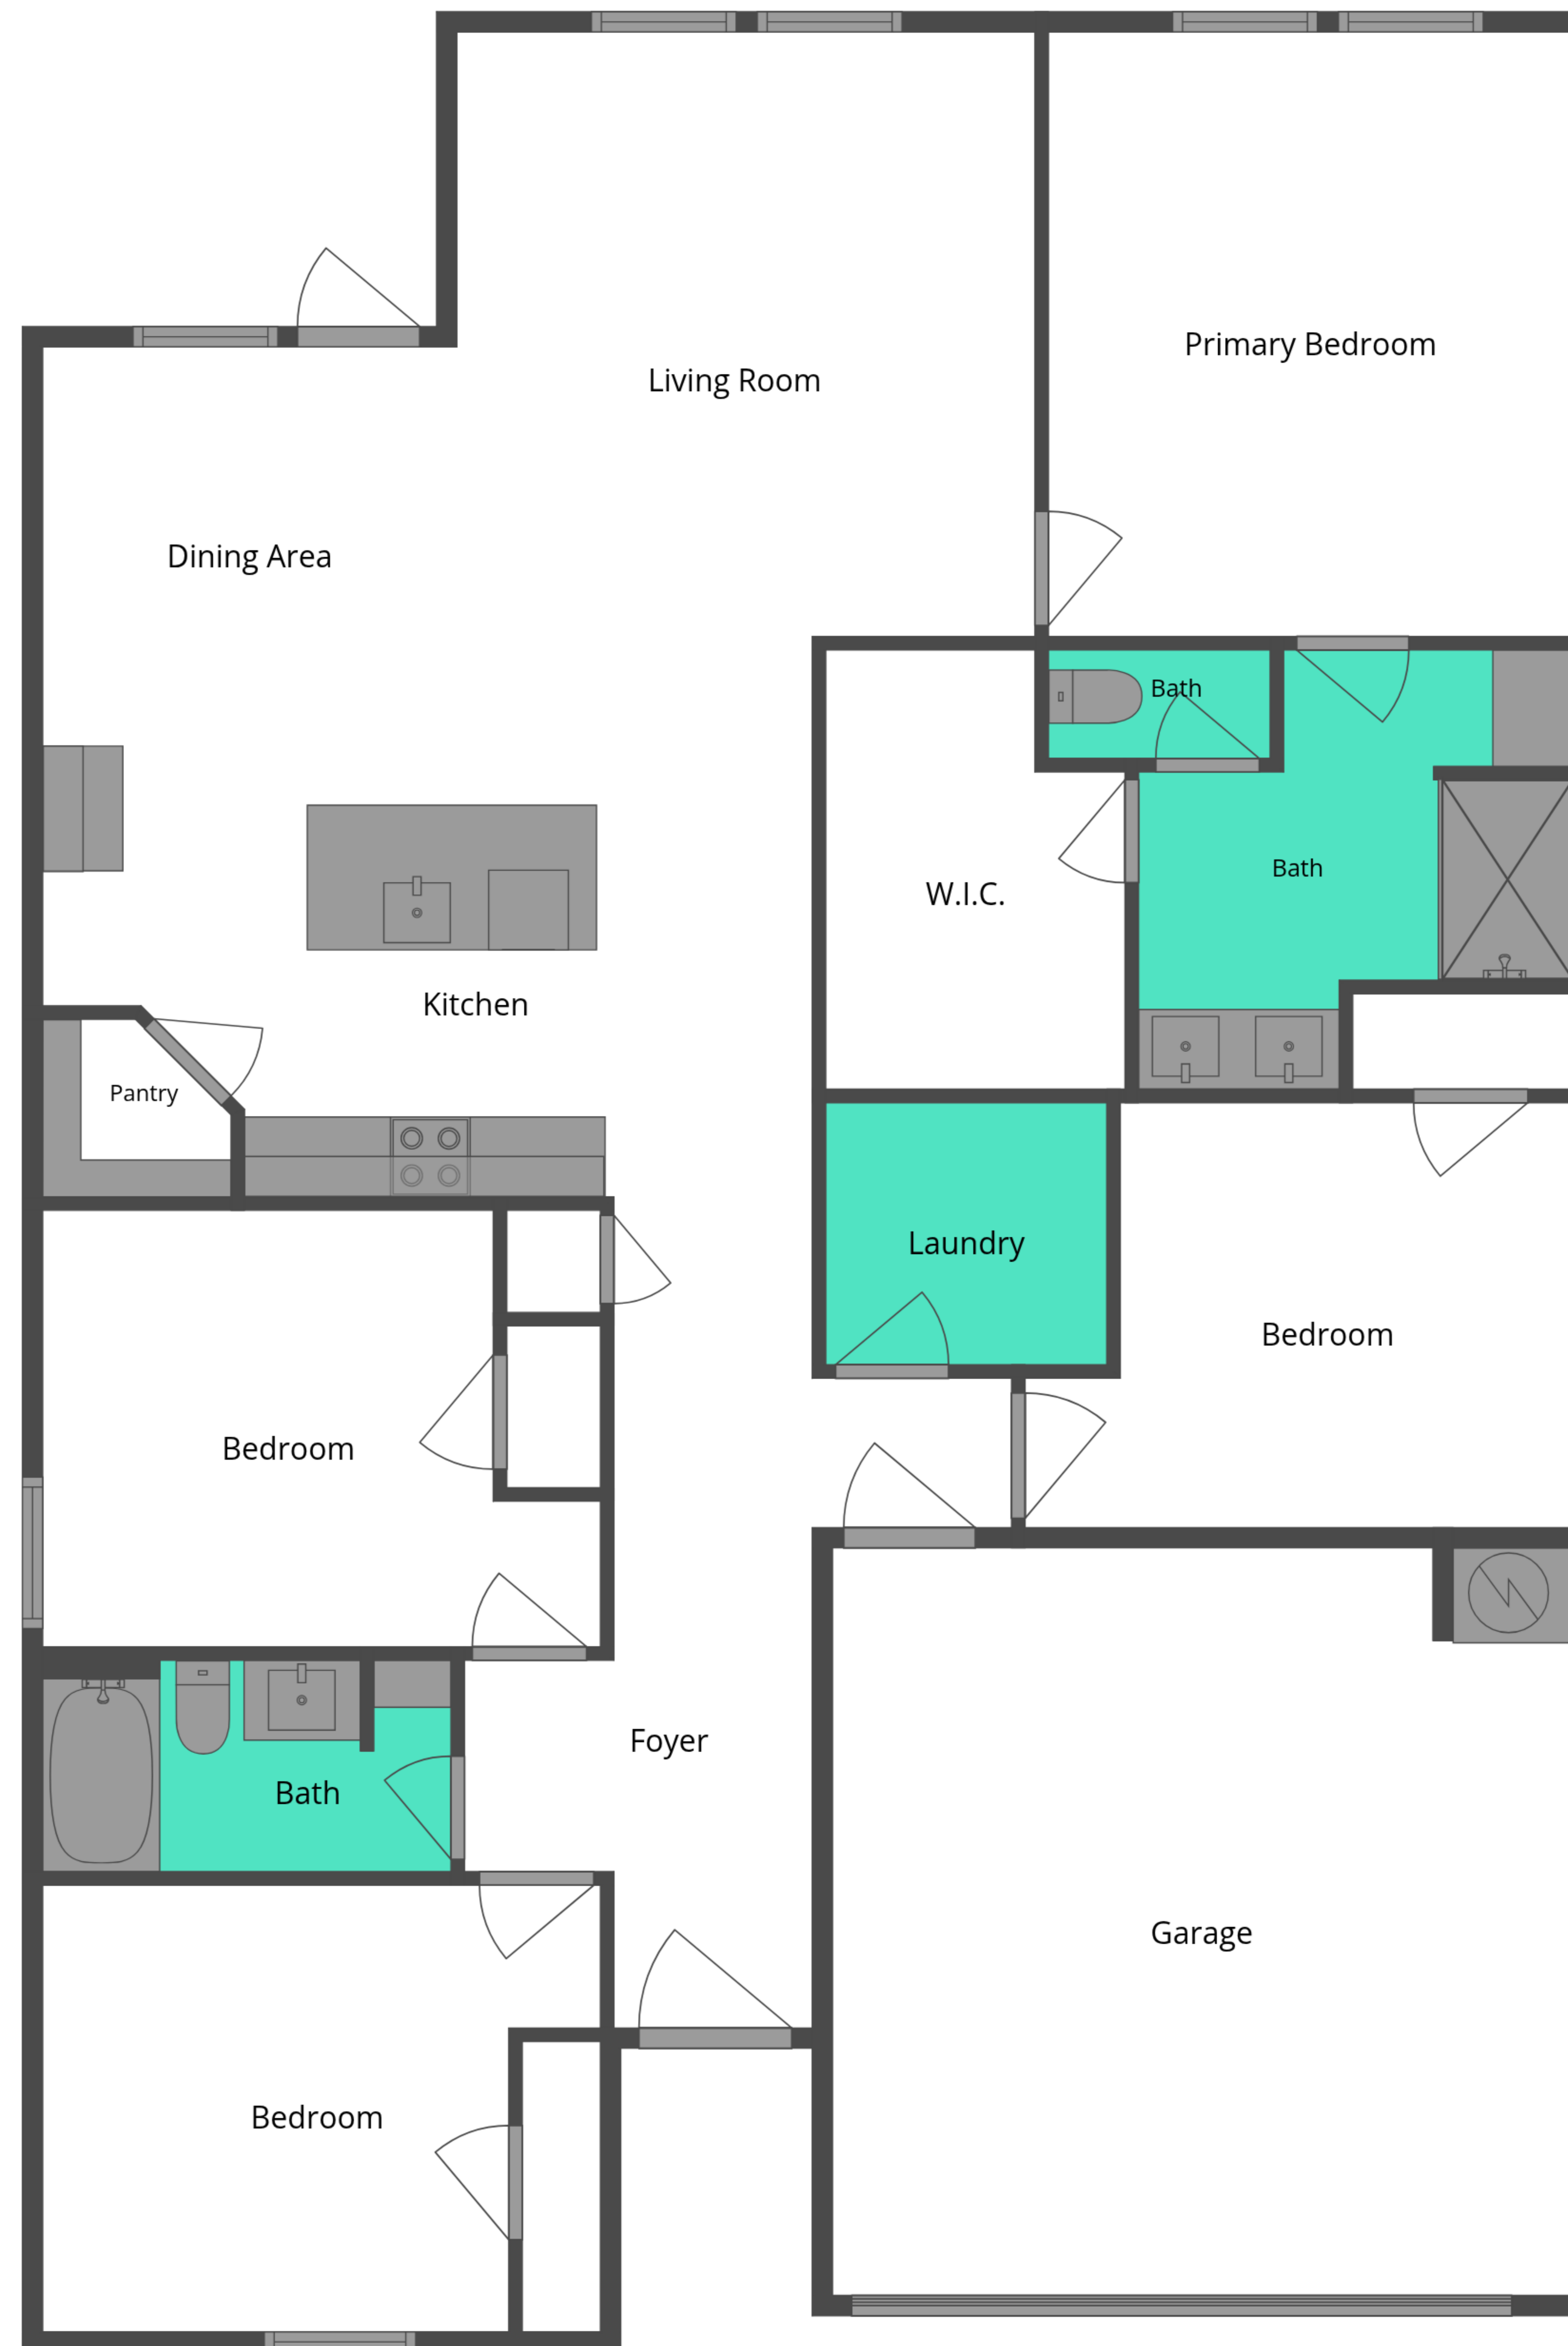 Primary Bedroom
Living Room
Dining Area
Bath
Bath
W.I.C.
Kitchen
Pantry
Laundry
Bedroom
Bedroom
Foyer
Bath
Garage
Bedroom